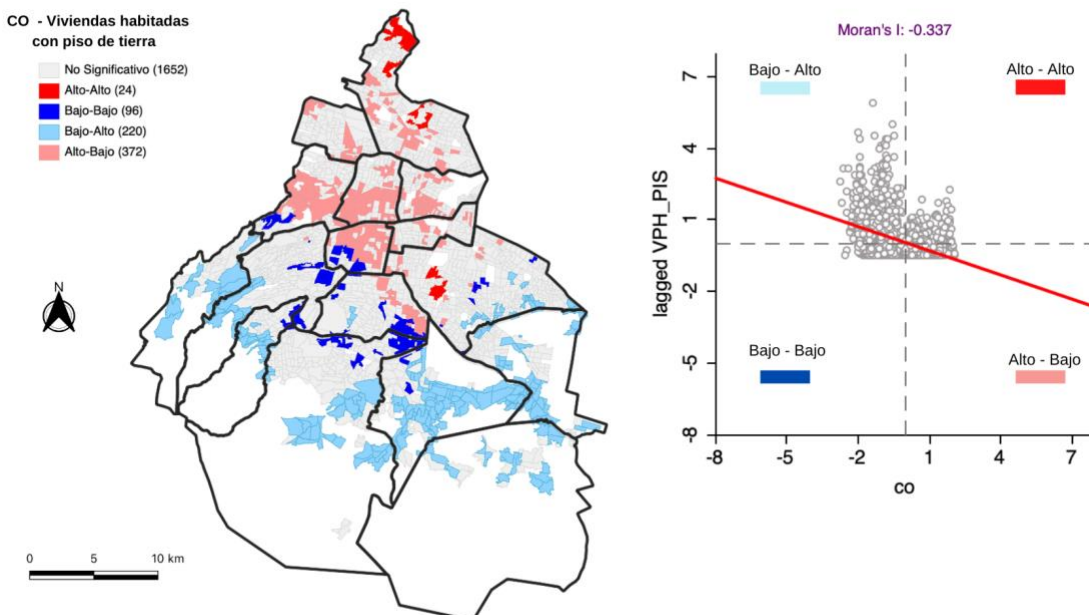 CO - Viviendas habitadas
con piso de tierra
No Significativo (1652)
Alto-Alto (24)
Bajo-Bajo (96)
Bajo-Alto (220)
Alto-Bajo (372)
N
0 5 10 km
Moran's I: -0.337
Bajo - Alto
Alto - Alto
Bajo - Bajo
Alto - Bajo
lagged VPH_PIS
7
4
1
-2
-5
-8
-8 -5 -2 1 4 7
co